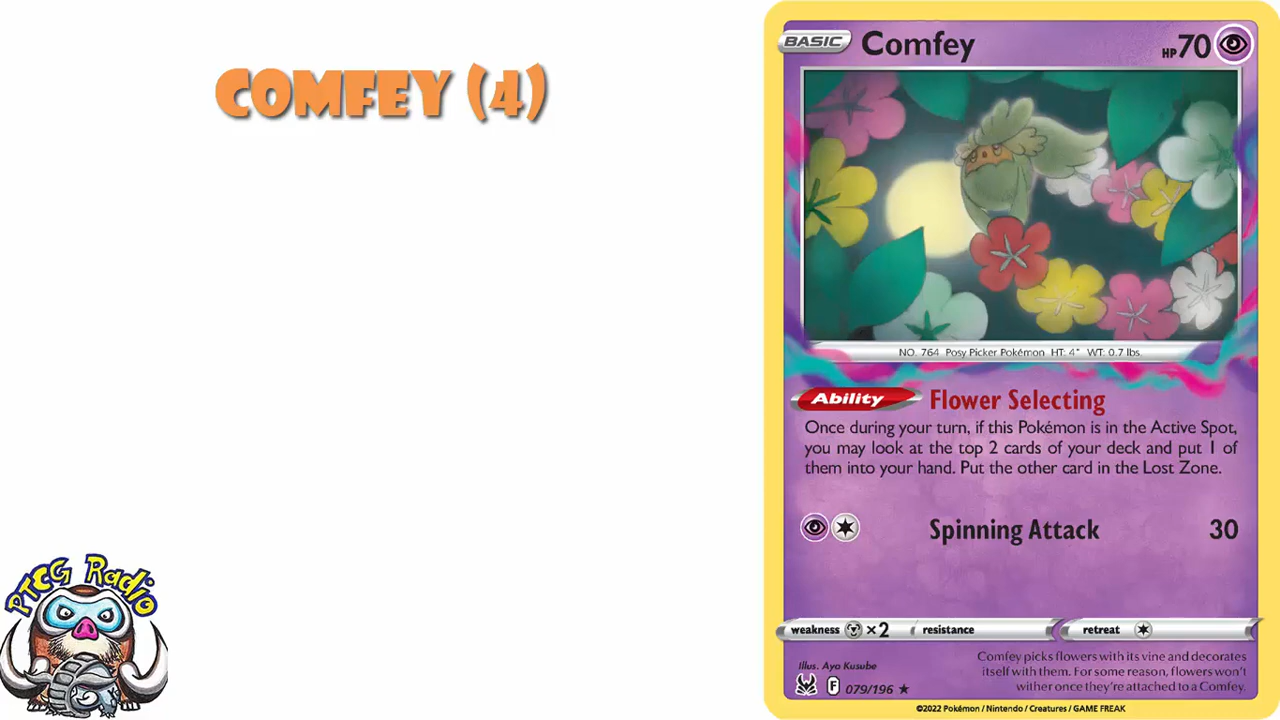 COMFEY (4)
PTCG Radio
BASIC Comfey HP70
NO. 764 Posy Picker Pokémon HT: 4" WT: 0.7 lbs.
Ability Flower Selecting
Once during your turn, if this Pokémon is in the Active Spot,
you may look at the top 2 cards of your deck and put 1 of
them into your hand. Put the other card in the Lost Zone.
Spinning Attack 30
weakness ×2 resistance retreat
Illus. Ayo Kusube
Comfey picks flowers with its vine and decorates
itself with them. For some reason, flowers won't
wither once they're attached to a Comfey.
F 079/196 ★
©2022 Pokémon / Nintendo / Creatures / GAME FREAK